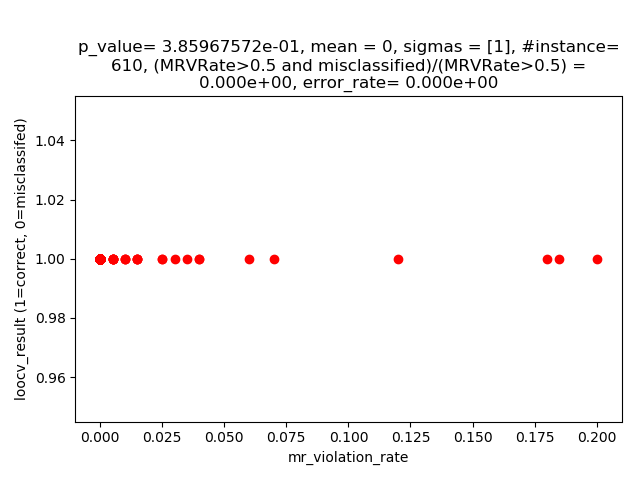 p_value= 3.85967572e-01, mean = 0, sigmas = [1], #instance=
610, (MRVRate>0.5 and misclassified)/(MRVRate>0.5) =
0.000e+00, error_rate= 0.000e+00
loocv_result (1=correct, 0=misclassifed)
1.04
1.02
1.00
0.98
0.96
0.000 0.025 0.050 0.075 0.100 0.125 0.150 0.175 0.200
mr_violation_rate